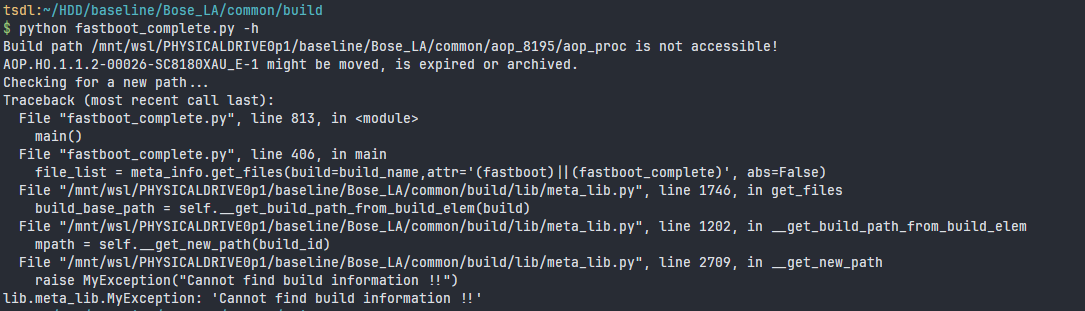 tsdl:~/HDD/baseline/Bose_LA/common/build
$ python fastboot_complete.py -h
Build path /mnt/wsl/PHYSICALDRIVE0p1/baseline/Bose_LA/common/aop_8195/aop_proc is not accessible!
AOP.HO.1.1.2-00026-SC8180XAU_E-1 might be moved, is expired or archived.
Checking for a new path...
Traceback (most recent call last):
  File "fastboot_complete.py", line 813, in <module>
    main()
  File "fastboot_complete.py", line 406, in main
    file_list = meta_info.get_files(build=build_name,attr='(fastboot)||(fastboot_complete)', abs=False)
  File "/mnt/wsl/PHYSICALDRIVE0p1/baseline/Bose_LA/common/build/lib/meta_lib.py", line 1746, in get_files
    build_base_path = self.__get_build_path_from_build_elem(build)
  File "/mnt/wsl/PHYSICALDRIVE0p1/baseline/Bose_LA/common/build/lib/meta_lib.py", line 1202, in __get_build_path_from_build_elem
    mpath = self.__get_new_path(build_id)
  File "/mnt/wsl/PHYSICALDRIVE0p1/baseline/Bose_LA/common/build/lib/meta_lib.py", line 2709, in __get_new_path
    raise MyException("Cannot find build information !!")
lib.meta_lib.MyException: 'Cannot find build information !!'